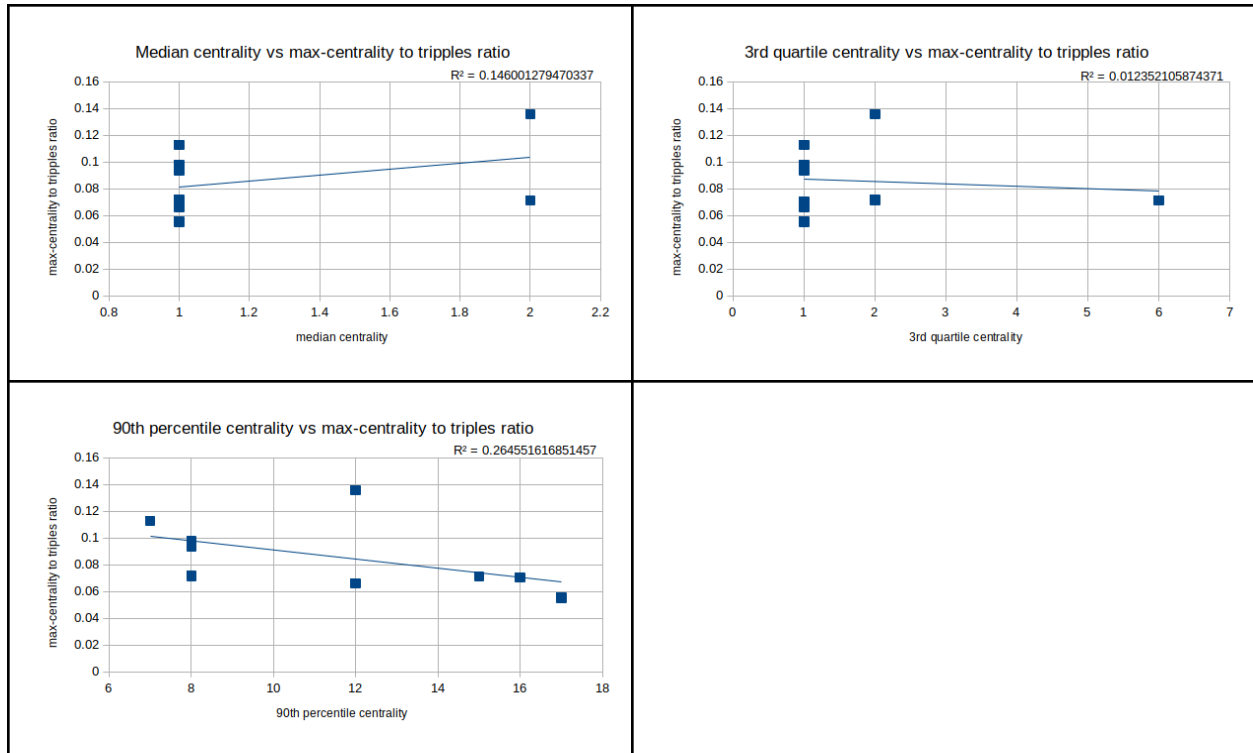 Median centrality vs max-centrality to tripples ratio
R² = 0.146001279470337
max-centrality to tripples ratio
0.16
0.14
0.12
0.1
0.08
0.06
0.04
0.02
0
0.8 1 1.2 1.4 1.6 1.8 2 2.2
median centrality
3rd quartile centrality vs max-centrality to tripples ratio
R² = 0.012352105874371
max-centrality to tripples ratio
0.16
0.14
0.12
0.1
0.08
0.06
0.04
0.02
0
0 1 2 3 4 5 6 7
3rd quartile centrality
90th percentile centrality vs max-centrality to triples ratio
R² = 0.264551616851457
max-centrality to triples ratio
0.16
0.14
0.12
0.1
0.08
0.06
0.04
0.02
0
6 8 10 12 14 16 18
90th percentile centrality